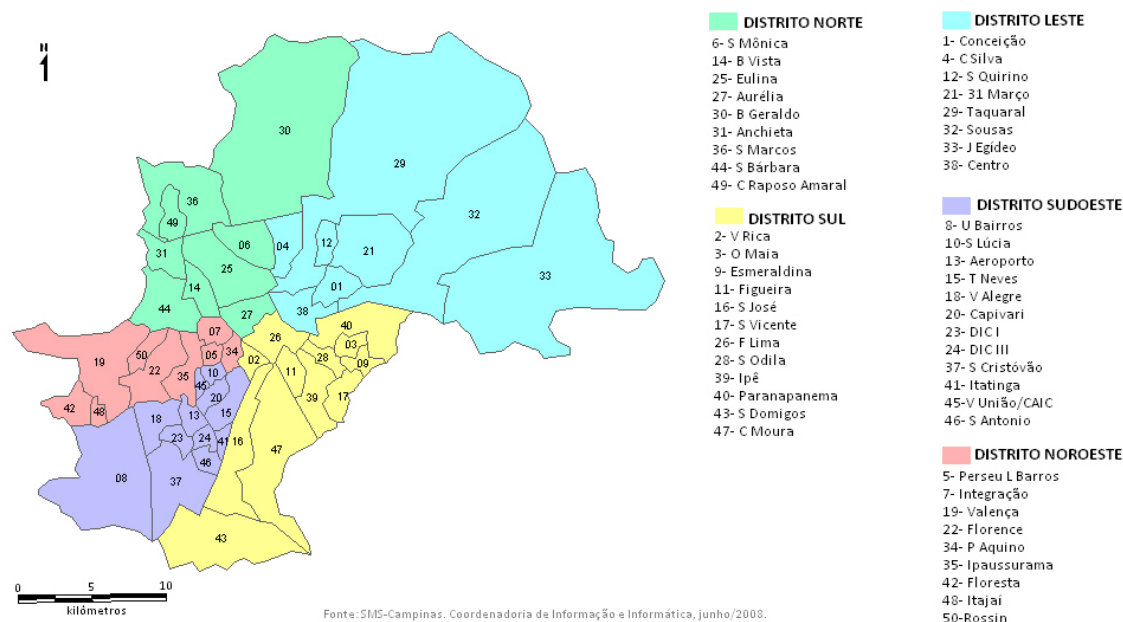 N
30
29
36
32
49
06
04
12
21
31
25
33
14
01
44
27
38
07
26
40
19
50
05
34
03
22
02
28
09
35
10
11
45
42
48
20
39
17
18
13
15
23
24
41
16
47
46
08
37
43
0 5 10
kilómetros
Fonte: SMS-Campinas. Coordenadoria de Informação e Informática, junho/2008.
DISTRITO NORTE
6- S Mônica
14- B Vista
25- Eulina
27- Aurélia
30- B Geraldo
31- Anchieta
36- S Marcos
44- S Bárbara
49- C Raposo Amaral
DISTRITO SUL
2- V Rica
3- O Maia
9- Esmeraldina
11- Figueira
16- S José
17- S Vicente
26- F Lima
28- S Odila
39- Ipê
40- Paranapanema
43- S Domigos
47- C Moura
DISTRITO LESTE
1- Conceição
4- C Silva
12- S Quirino
21- 31 Março
29- Taquaral
32- Sousas
33- J Egídeo
38- Centro
DISTRITO SUDOESTE
8- U Bairros
10-S Lúcia
13- Aeroporto
15- T Neves
18- V Alegre
20- Capivari
23- DIC I
24- DIC III
37- S Cristóvão
41- Itatinga
45-V União/CAIC
46- S Antonio
DISTRITO NOROESTE
5- Perseu L Barros
7- Integração
19- Valença
22- Florence
34- P Aquino
35- Ipaussurama
42- Floresta
48- Itajaí
50-Rossin